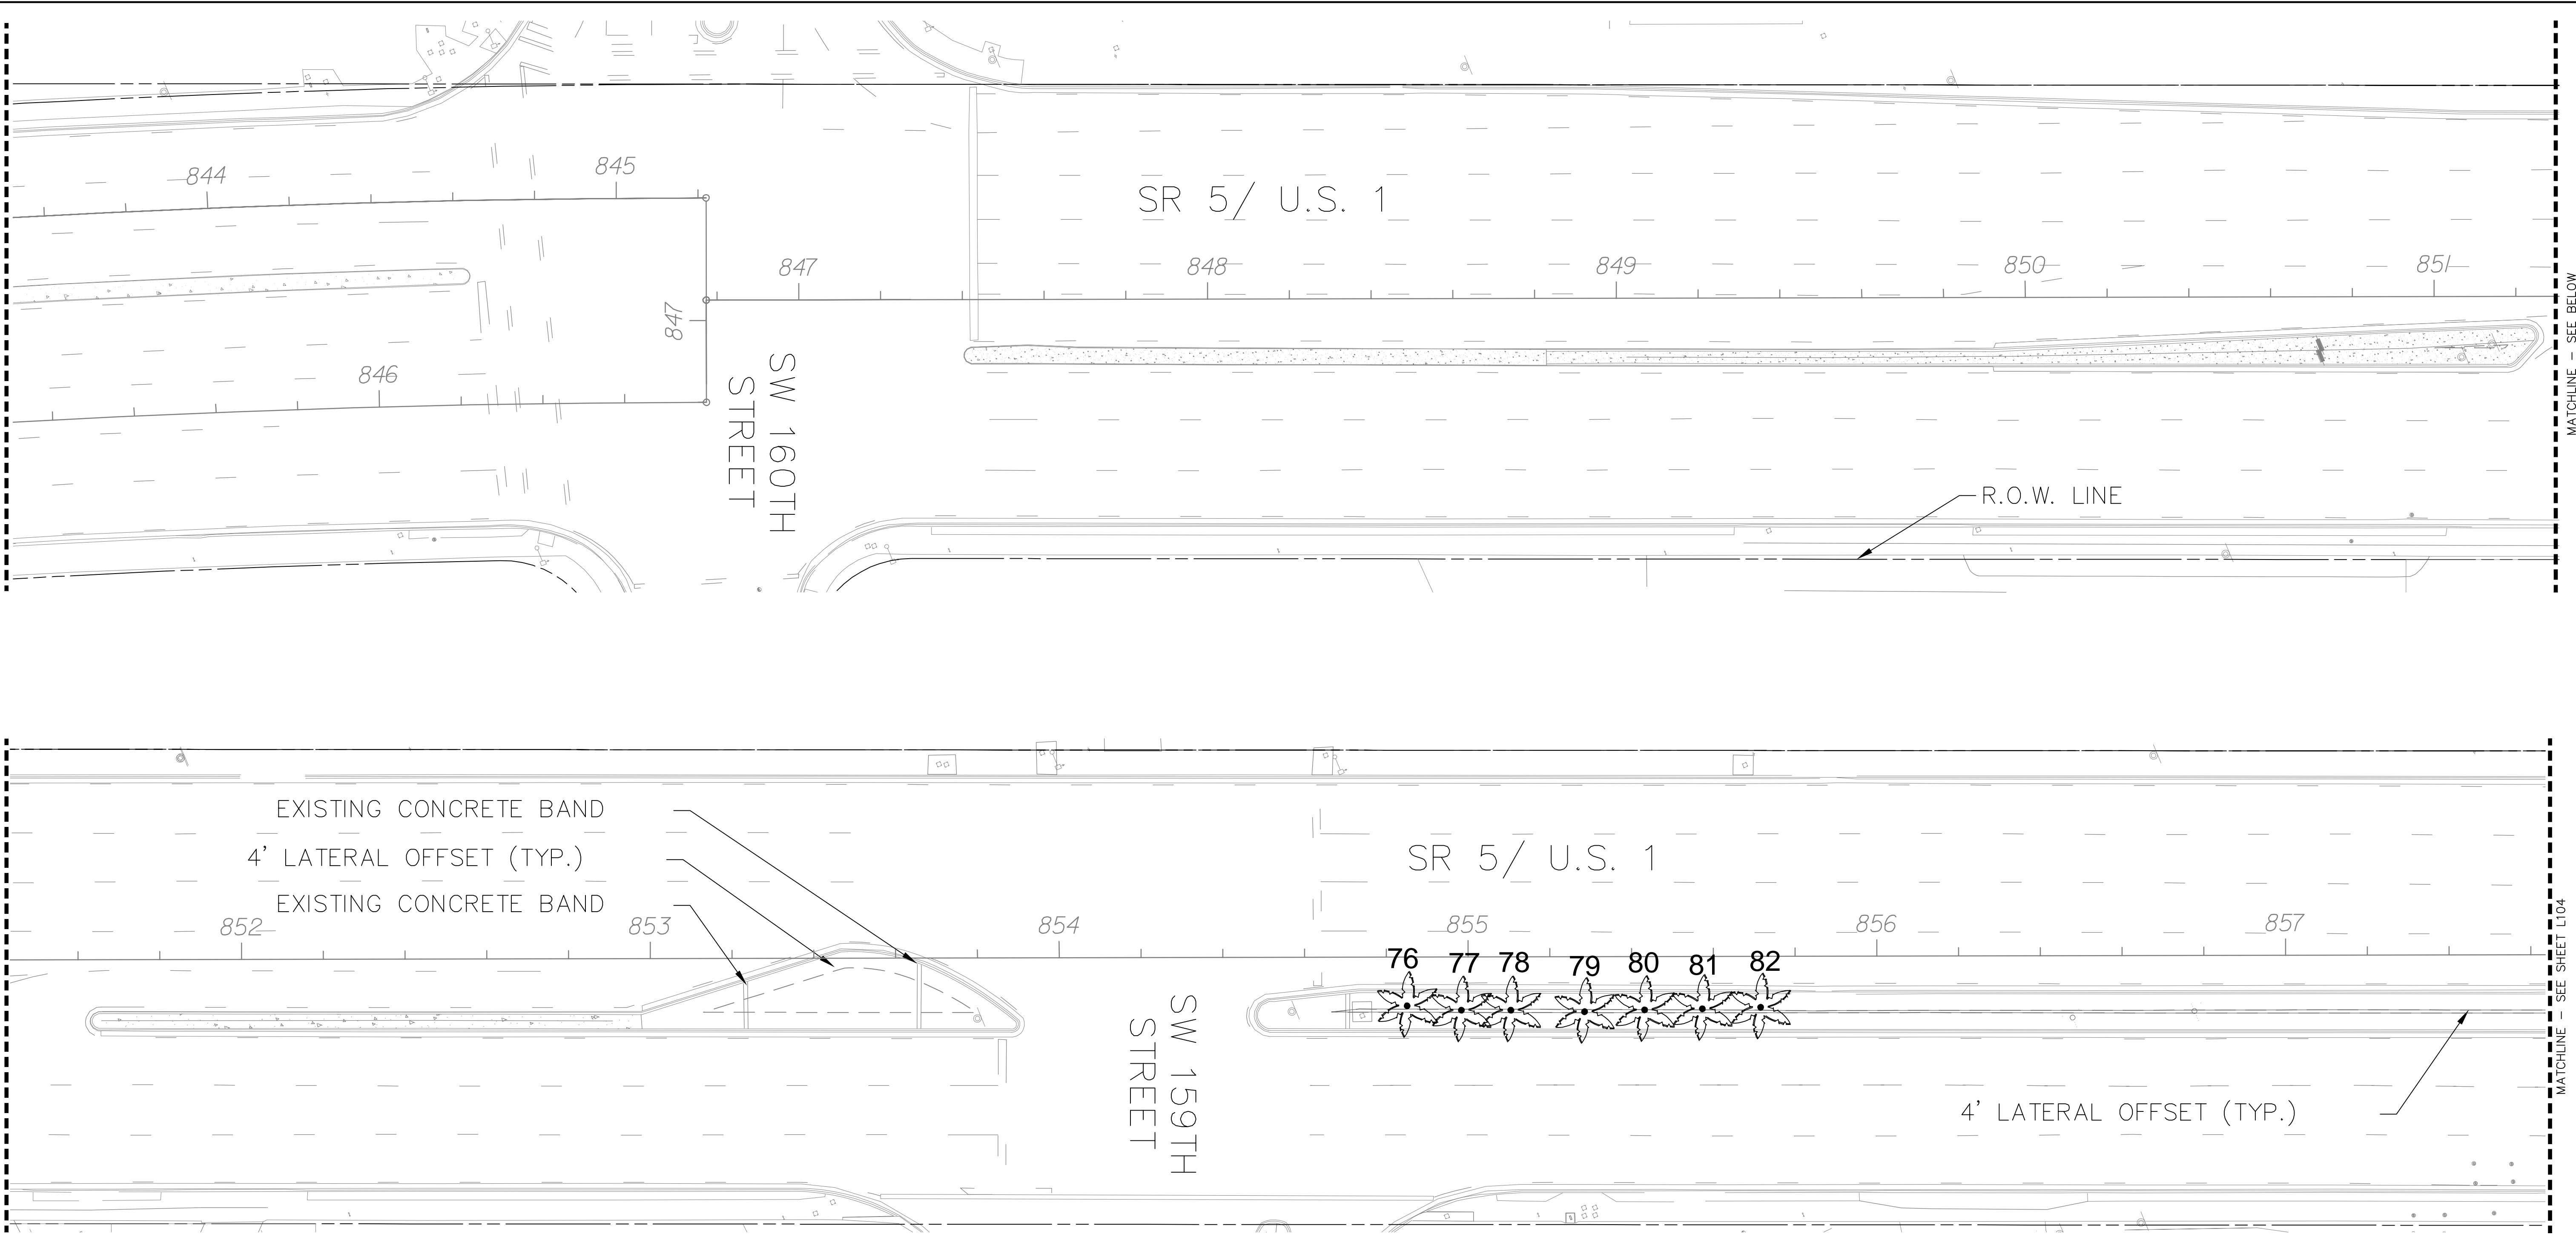 844
845
SR 5/ U.S. 1
847
848
849
850
851
847
846
SW 160TH
STREET
R.O.W. LINE
MATCHLINE - SEE BELOW
EXISTING CONCRETE BAND
4' LATERAL OFFSET (TYP.)
EXISTING CONCRETE BAND
SR 5/ U.S. 1
852
853
854
855
856
857
76 77 78 79 80 81 82
SW 159TH
STREET
4' LATERAL OFFSET (TYP.)
MATCHLINE - SEE SHEET L104